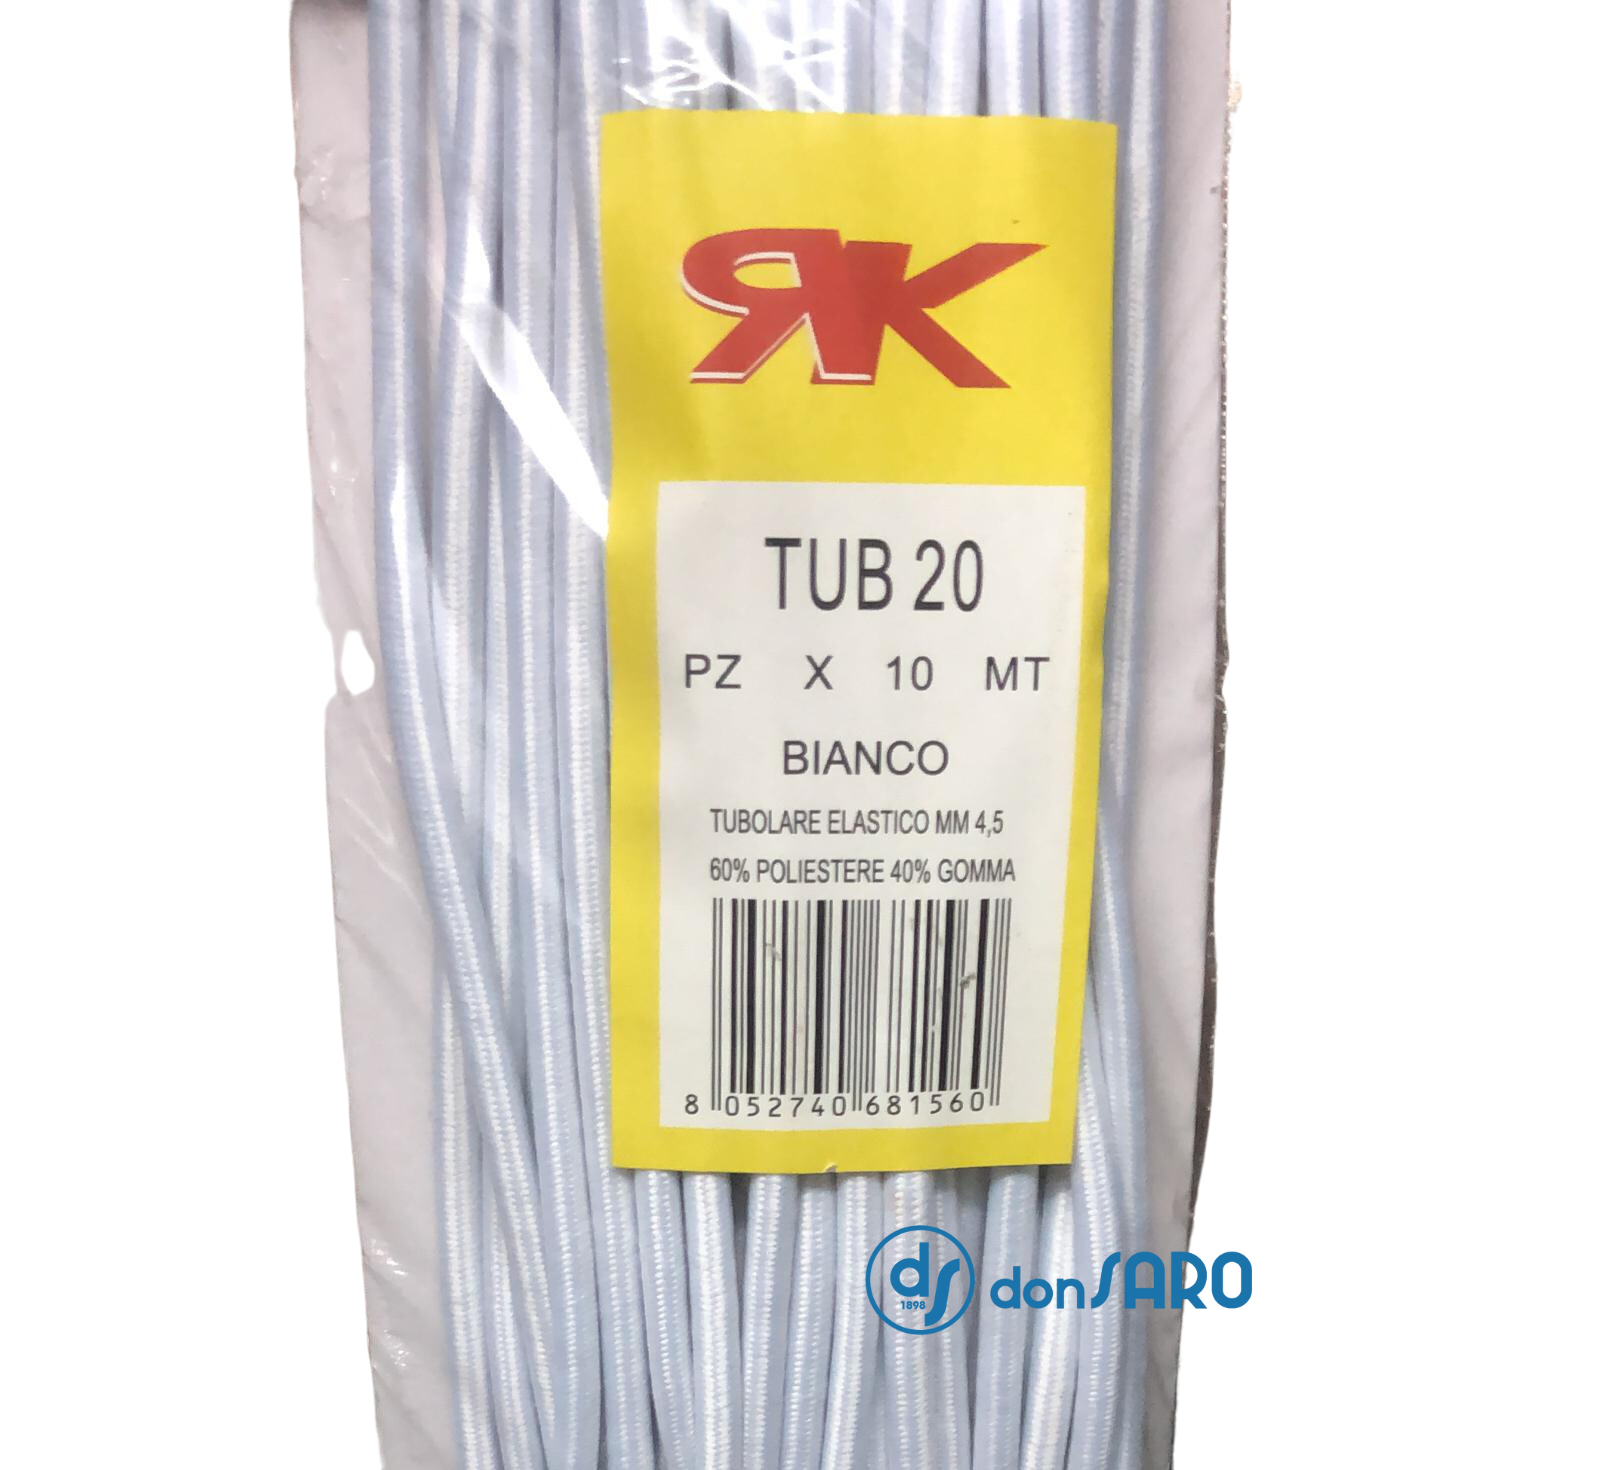 RK
TUB 20
PZ X 10 MT
BIANCO
TUBOLARE ELASTICO MM 4,5
60% POLIESTERE 40% GOMMA
8 052740 681560
ds
1898
donSARO